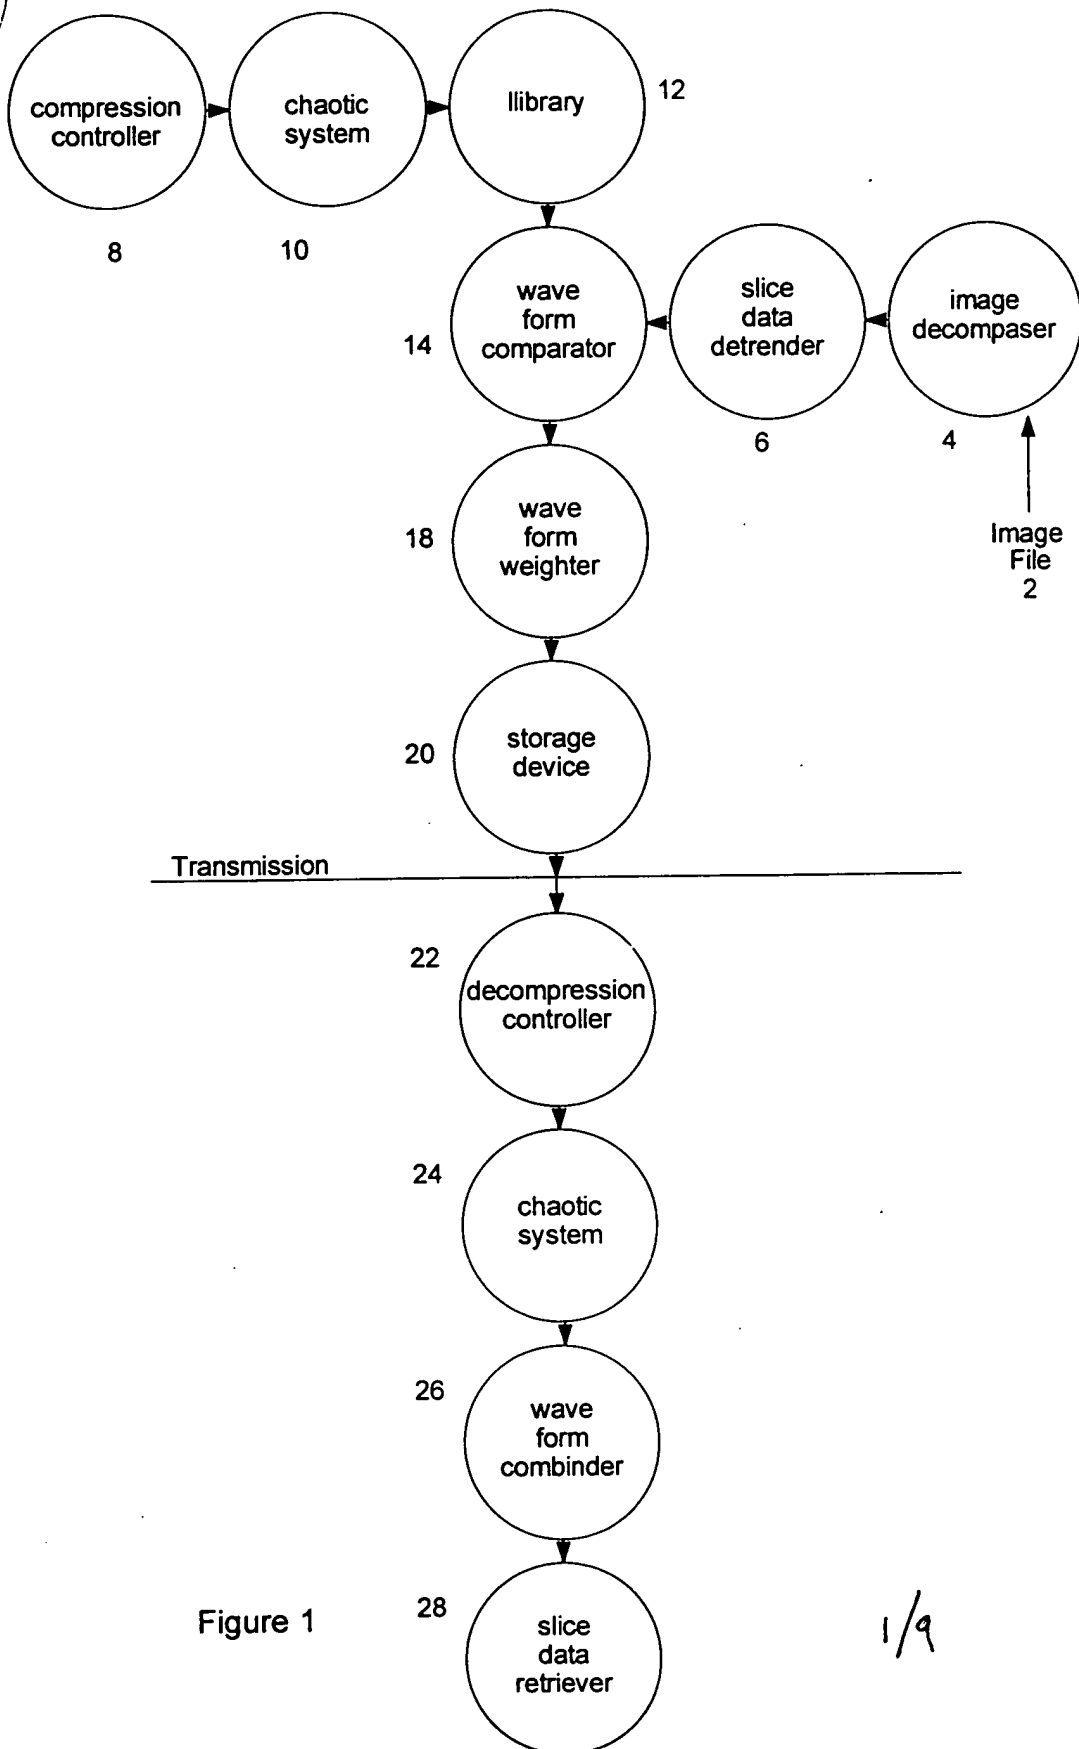 compression
controller
8
chaotic
system
10
llibrary
12
wave
form
comparator
14
slice
data
detrender
6
image
decompaser
4
Image
File
2
wave
form
weighter
18
storage
device
20
Transmission
22
decompression
controller
24
chaotic
system
26
wave
form
combinder
28
slice
data
retriever
Figure 1
1/9